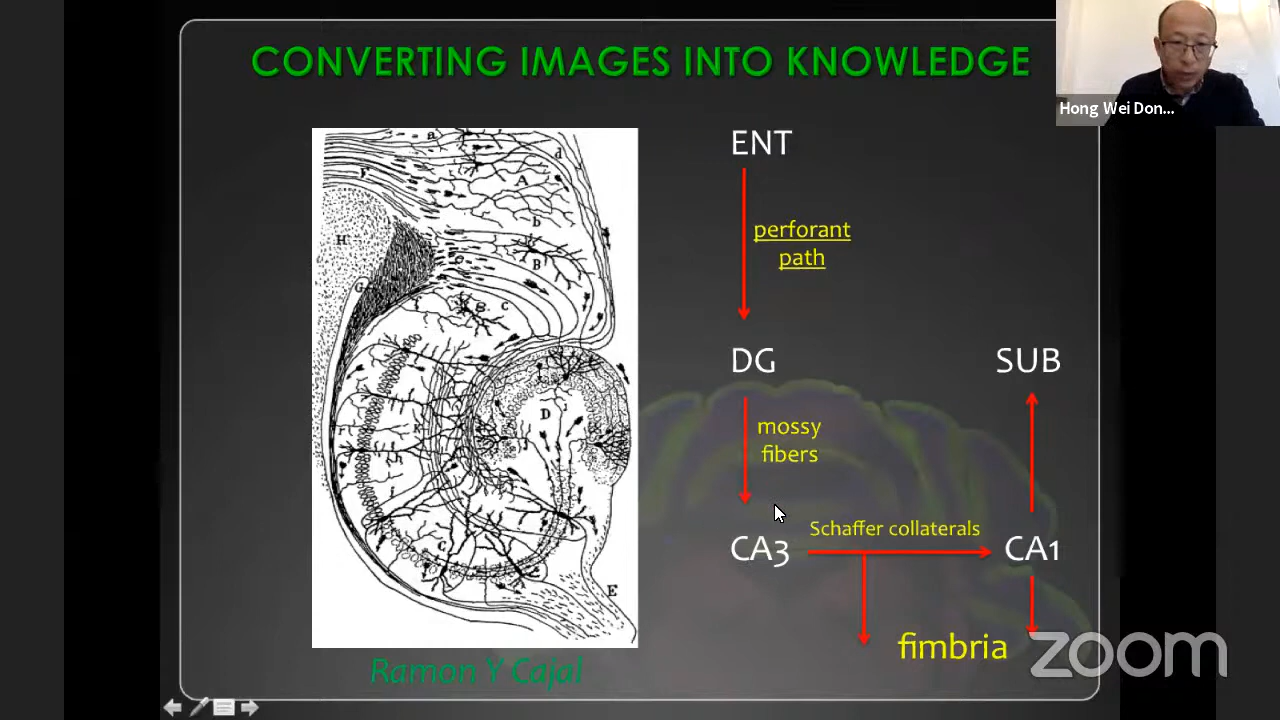 CONVERTING IMAGES INTO KNOWLEDGE
Hong Wei Don...
ENT
perforant
path
DG
SUB
mossy
fibers
Schaffer collaterals
CA3
CA1
fimbria
zoom
Ramon Y Cajal
a
d
A
b
H
B
G
c
D
C
E